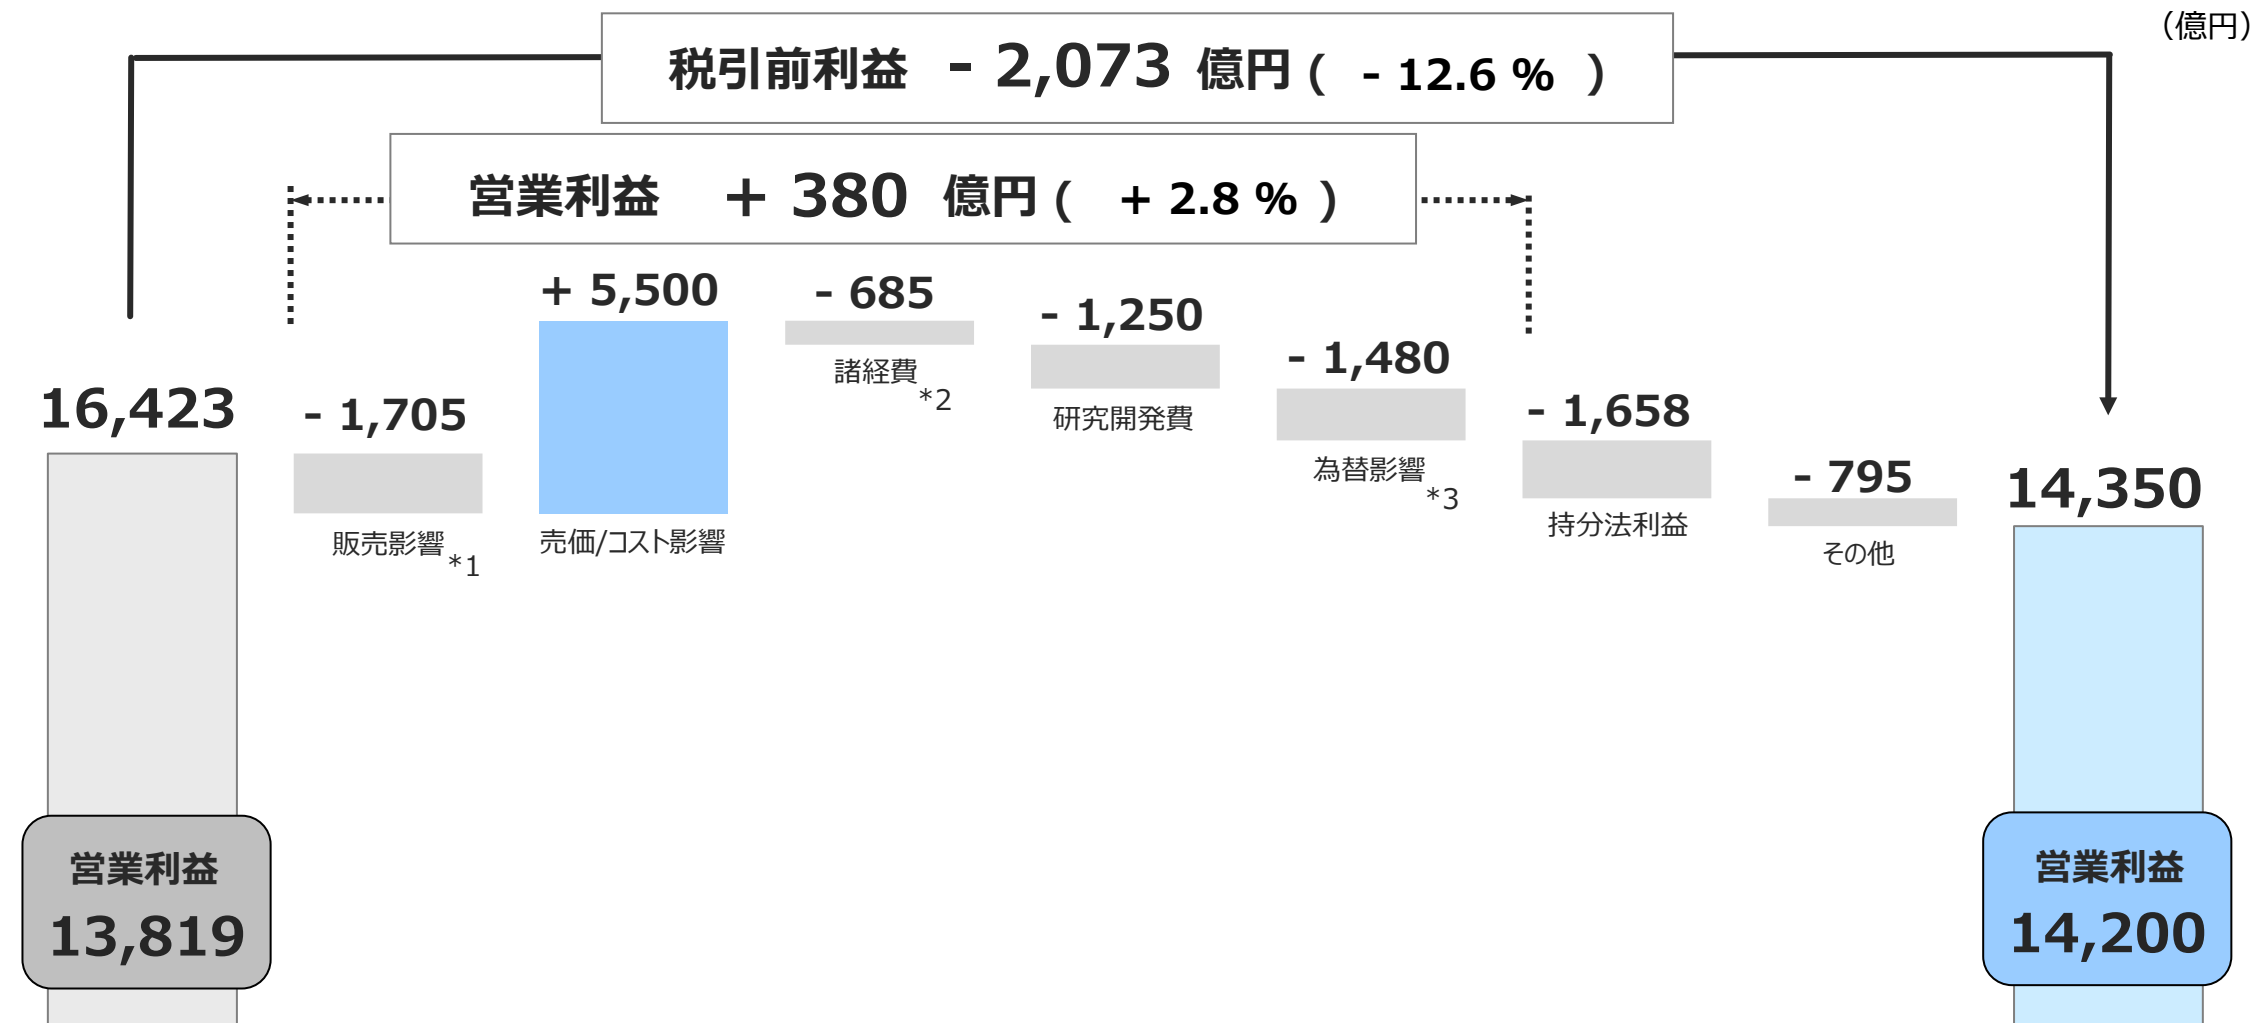 （億円）
税引前利益 - 2,073 億円 ( - 12.6 % )
営業利益 + 380 億円 ( + 2.8 % )
16,423
- 1,705
販売影響 *1
+ 5,500
売価/コスト影響
- 685
諸経費 *2
- 1,250
研究開発費
- 1,480
為替影響 *3
- 1,658
持分法利益
- 795
その他
14,350
営業利益
13,819
営業利益
14,200